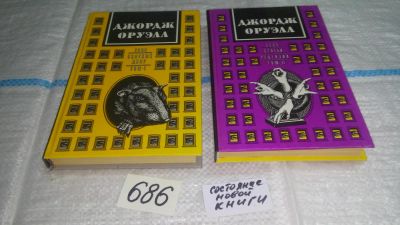 ДЖОРДЖ
ОРУЭЛЛ
ДЖОРДЖ
ОРУЭЛЛ
686
состояние
новой
книги